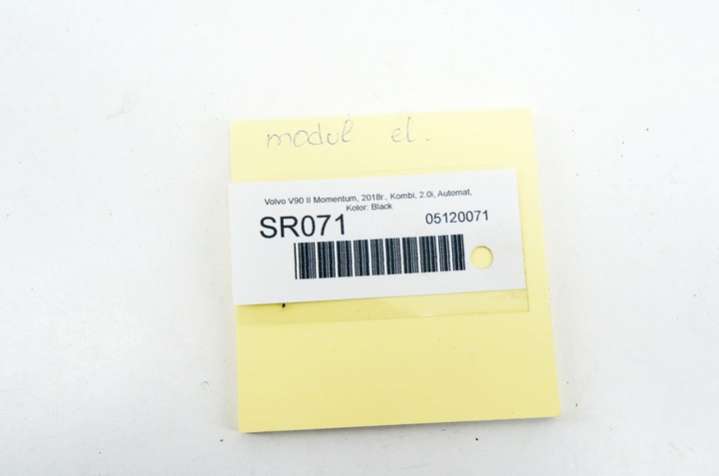 modul el.
Volvo V90 II Momentum, 2018r., Kombi, 2.0i, Automat,
Kolor: Black
SR071 05120071